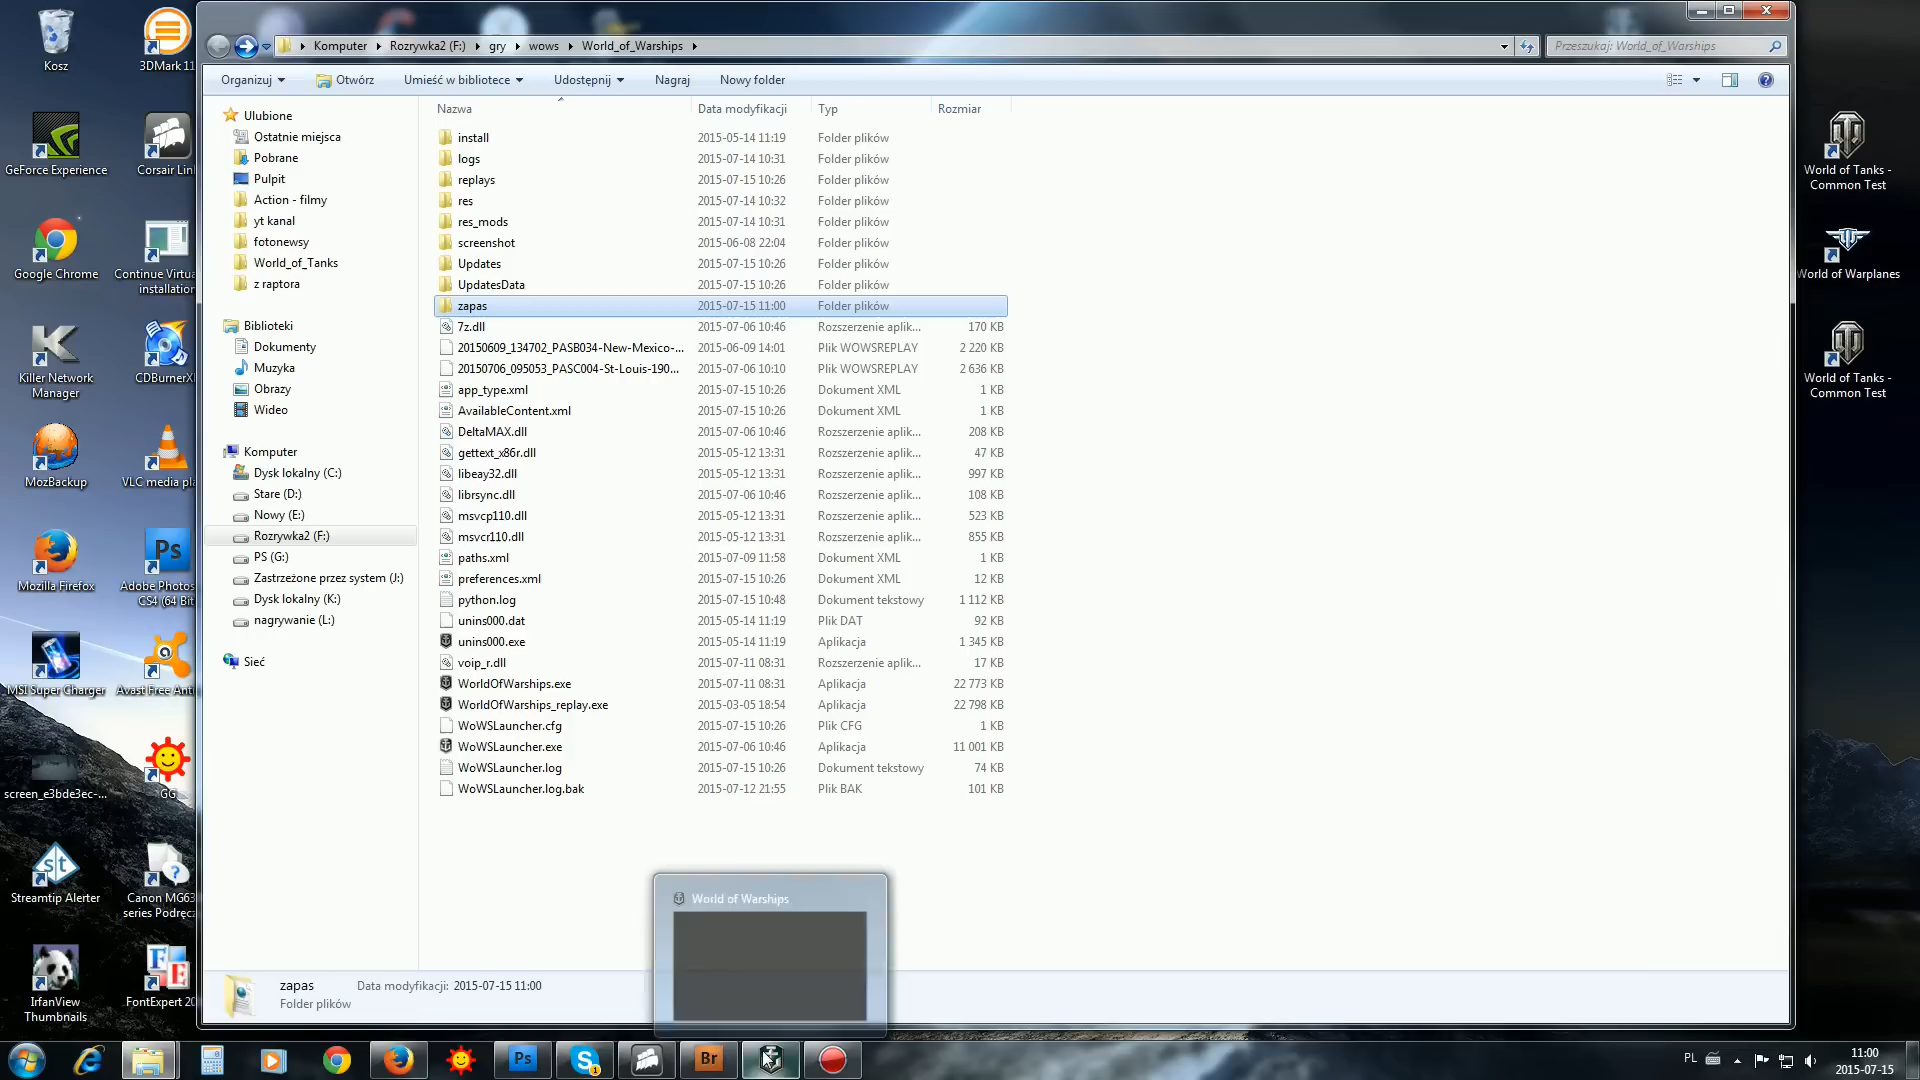 Kosz
3DMark 11
GeForce Experience
Corsair Lin
Google Chrome
Continue Virtua
installation
Killer Network
Manager
CDBurnerX
MozBackup
VLC media pla
Mozilla Firefox
Adobe Photos
CS4 (64 Bit
MSI Super Charger
Avast Free Anti
screen_e3bde3ec-...
GG
Streamtip Alerter
Canon MG63
series Podręcz
IrfanView
Thumbnails
FontExpert 20
Komputer
Rozrywka2 (F:)
gry
wows
World_of_Warships
Przeszukaj: World_of_Warships
Organizuj
Otwórz
Umieść w bibliotece
Udostępnij
Nagraj
Nowy folder
Ulubione
Ostatnie miejsca
Pobrane
Pulpit
Action - filmy
yt kanal
fotonewsy
World_of_Tanks
z raptora
Biblioteki
Dokumenty
Muzyka
Obrazy
Wideo
Komputer
Dysk lokalny (C:)
Stare (D:)
Nowy (E:)
Rozrywka2 (F:)
PS (G:)
Zastrzeżone przez system (J:)
Dysk lokalny (K:)
nagrywanie (L:)
Sieć
Nazwa Data modyfikacji Typ Rozmiar
install 2015-05-14 11:19 Folder plików
logs 2015-07-14 10:31 Folder plików
replays 2015-07-15 10:26 Folder plików
res 2015-07-14 10:32 Folder plików
res_mods 2015-07-14 10:31 Folder plików
screenshot 2015-06-08 22:04 Folder plików
Updates 2015-07-15 10:26 Folder plików
UpdatesData 2015-07-15 10:26 Folder plików
zapas 2015-07-15 11:00 Folder plików
7z.dll 2015-07-06 10:46 Rozszerzenie aplik... 170 KB
20150609_134702_PASB034-New-Mexico-... 2015-06-09 14:01 Plik WOWSREPLAY 2 220 KB
20150706_095053_PASC004-St-Louis-190... 2015-07-06 10:10 Plik WOWSREPLAY 2 636 KB
app_type.xml 2015-07-15 10:26 Dokument XML 1 KB
AvailableContent.xml 2015-07-15 10:26 Dokument XML 1 KB
DeltaMAX.dll 2015-07-06 10:46 Rozszerzenie aplik... 208 KB
gettext_x86r.dll 2015-05-12 13:31 Rozszerzenie aplik... 47 KB
libeay32.dll 2015-05-12 13:31 Rozszerzenie aplik... 997 KB
librsync.dll 2015-07-06 10:46 Rozszerzenie aplik... 108 KB
msvcp110.dll 2015-05-12 13:31 Rozszerzenie aplik... 523 KB
msvcr110.dll 2015-05-12 13:31 Rozszerzenie aplik... 855 KB
paths.xml 2015-07-09 11:58 Dokument XML 1 KB
preferences.xml 2015-07-15 10:26 Dokument XML 12 KB
python.log 2015-07-15 10:48 Dokument tekstowy 1 112 KB
unins000.dat 2015-05-14 11:19 Plik DAT 92 KB
unins000.exe 2015-05-14 11:19 Aplikacja 1 345 KB
voip_r.dll 2015-07-11 08:31 Rozszerzenie aplik... 17 KB
WorldOfWarships.exe 2015-07-11 08:31 Aplikacja 22 773 KB
WorldOfWarships_replay.exe 2015-03-05 18:54 Aplikacja 22 798 KB
WoWSLauncher.cfg 2015-07-15 10:26 Plik CFG 1 KB
WoWSLauncher.exe 2015-07-06 10:46 Aplikacja 11 001 KB
WoWSLauncher.log 2015-07-15 10:26 Dokument tekstowy 74 KB
WoWSLauncher.log.bak 2015-07-12 21:55 Plik BAK 101 KB
zapas Data modyfikacji: 2015-07-15 11:00
Folder plików
World of Warships
World of Tanks -
Common Test
World of Warplanes
World of Tanks -
Common Test
Ps
Br
PL
11:00
2015-07-15